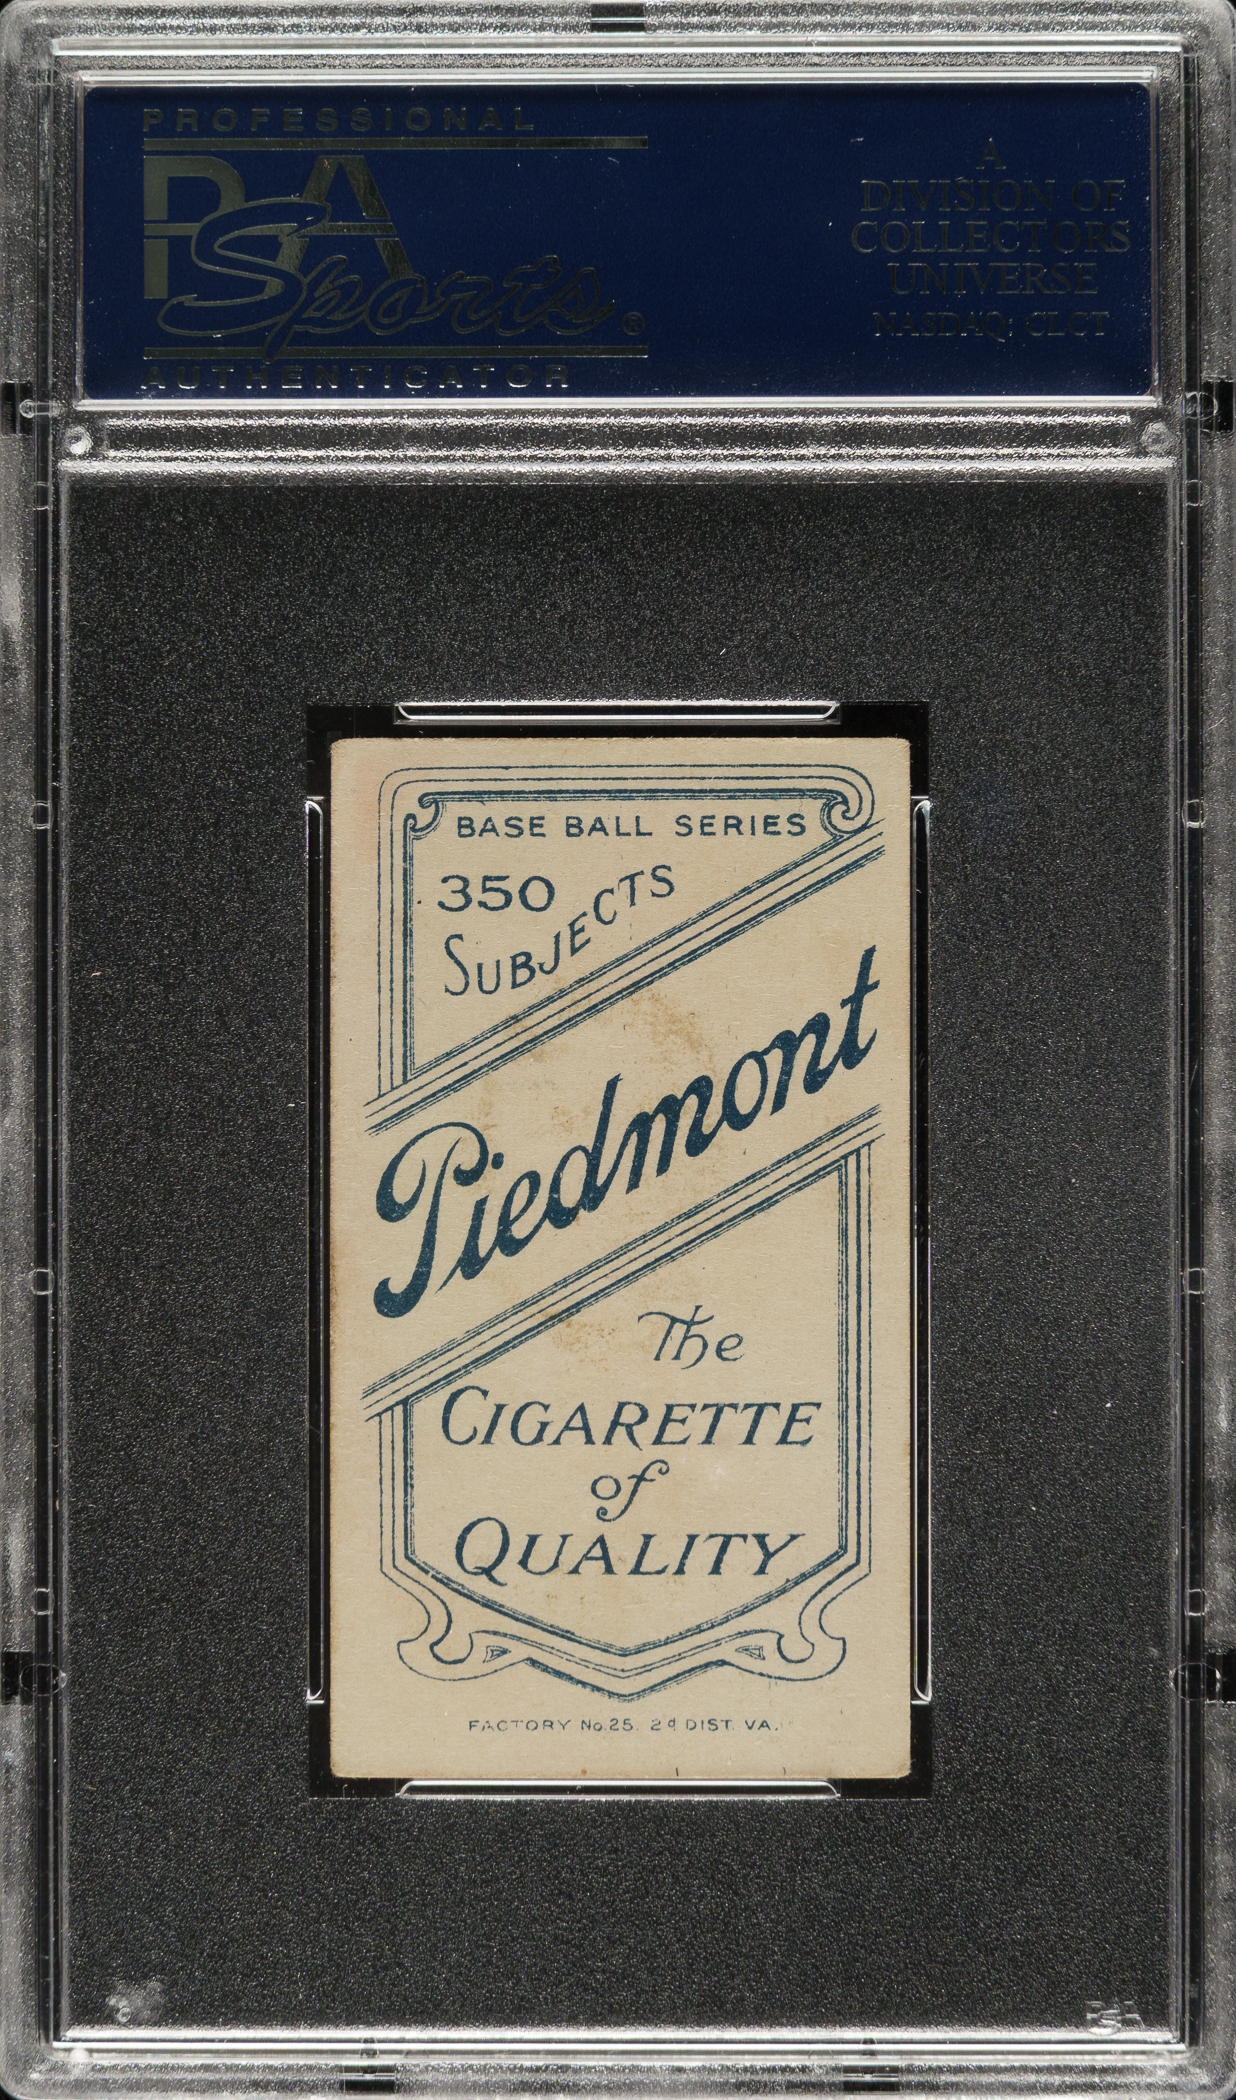 PROFESSIONAL
PSA
Sports®
AUTHENTICATOR
A
DIVISION OF
COLLECTORS
UNIVERSE
NASDAQ: CLCT
BASE BALL SERIES
350
SUBJECTS
Piedmont
The
CIGARETTE
of
QUALITY
FACTORY No. 25. 2d DIST. VA.
PSA